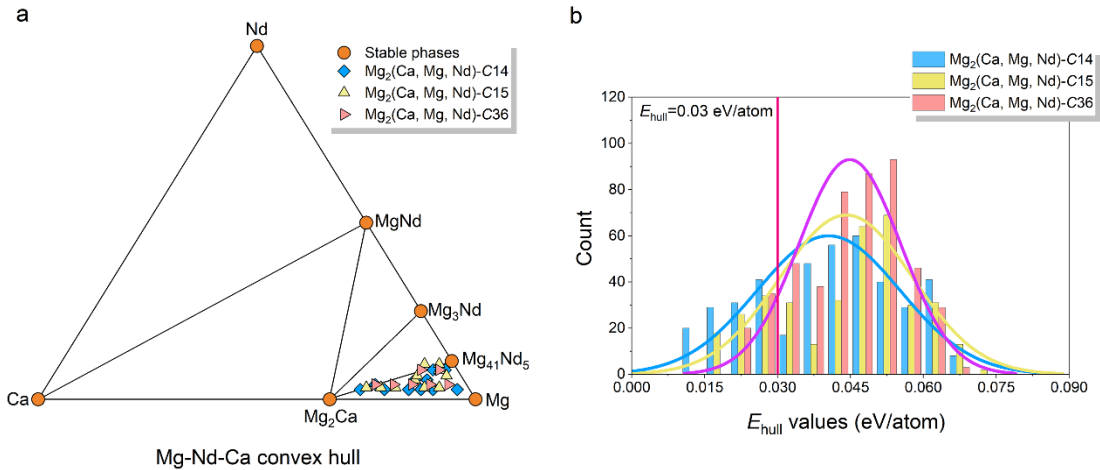 a
Nd
Stable phases
Mg₂(Ca, Mg, Nd)-C14
Mg₂(Ca, Mg, Nd)-C15
Mg₂(Ca, Mg, Nd)-C36
MgNd
Mg₃Nd
Mg₄₁Nd₅
Ca
Mg₂Ca
Mg
Mg-Nd-Ca convex hull
b
Mg₂(Ca, Mg, Nd)-C14
Mg₂(Ca, Mg, Nd)-C15
Mg₂(Ca, Mg, Nd)-C36
E_hull=0.03 eV/atom
120
100
80
60
40
20
0
Count
0.000 0.015 0.030 0.045 0.060 0.075 0.090
E_hull values (eV/atom)